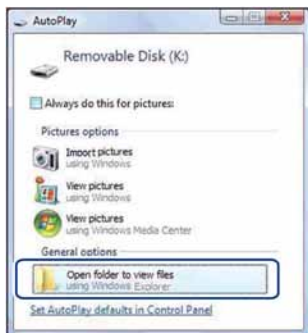 AutoPlay
Removable Disk (K:)
Always do this for pictures:
Pictures options
Import pictures
using Windows
View pictures
using Windows
View pictures
using Windows Media Center
General options
Open folder to view files
using Windows Explorer
Set AutoPlay defaults in Control Panel